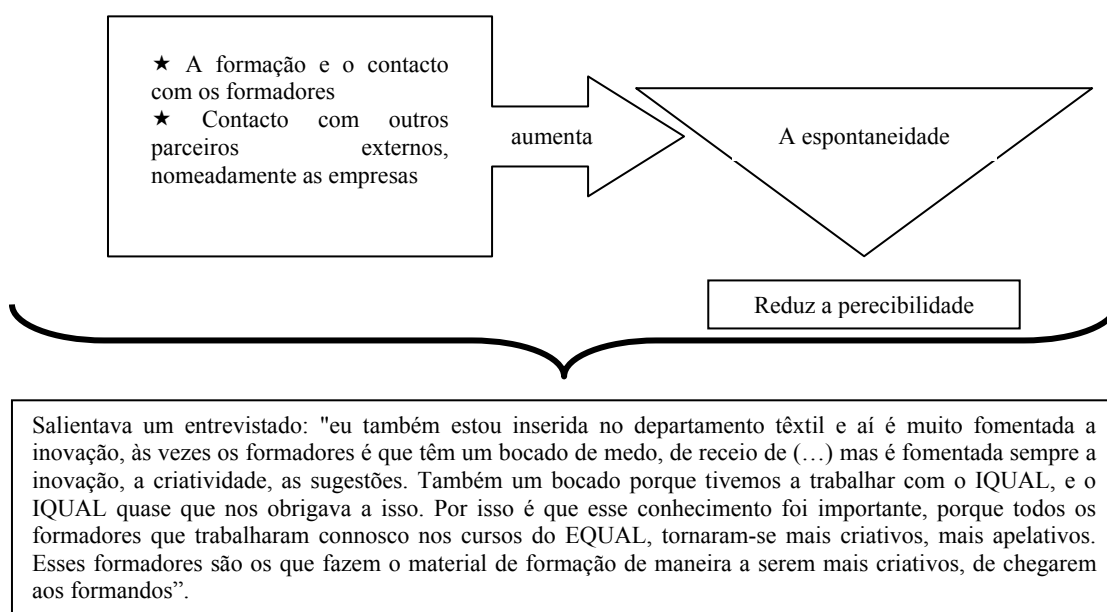 ★ A formação e o contacto
com os formadores
★ Contacto com outros
parceiros externos,
nomeadamente as empresas
aumenta
A espontaneidade
Reduz a perecibilidade
Salientava um entrevistado: "eu também estou inserida no departamento têxtil e aí é muito fomentada a
inovação, às vezes os formadores é que têm um bocado de medo, de receio de (…) mas é fomentada sempre a
inovação, a criatividade, as sugestões. Também um bocado porque tivemos a trabalhar com o IQUAL, e o
IQUAL quase que nos obrigava a isso. Por isso é que esse conhecimento foi importante, porque todos os
formadores que trabalharam connosco nos cursos do EQUAL, tornaram-se mais criativos, mais apelativos.
Esses formadores são os que fazem o material de formação de maneira a serem mais criativos, de chegarem
aos formandos”.